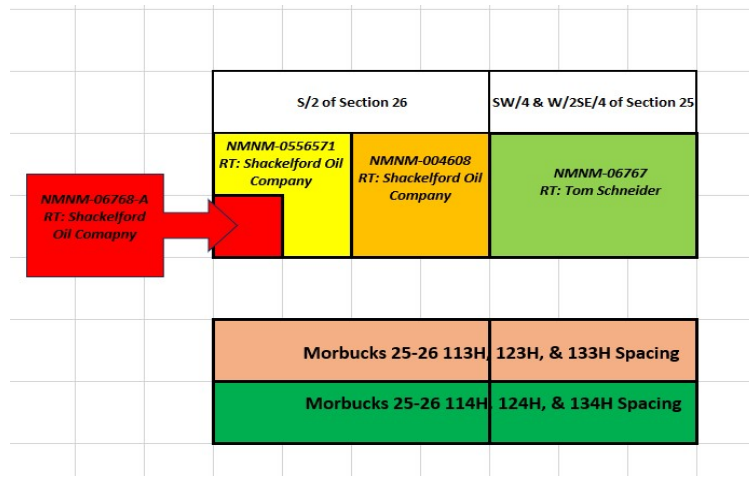 S/2 of Section 26
SW/4 & W/2SE/4 of Section 25
NMNM-0556571
RT: Shackelford Oil
Company
NMNM-004608
RT: Shackelford Oil
Company
NMNM-06767
RT: Tom Schneider
NMNM-06768-A
RT: Shackelford
Oil Comapny
Morbucks 25-26 113H, 123H, & 133H Spacing
Morbucks 25-26 114H, 124H, & 134H Spacing